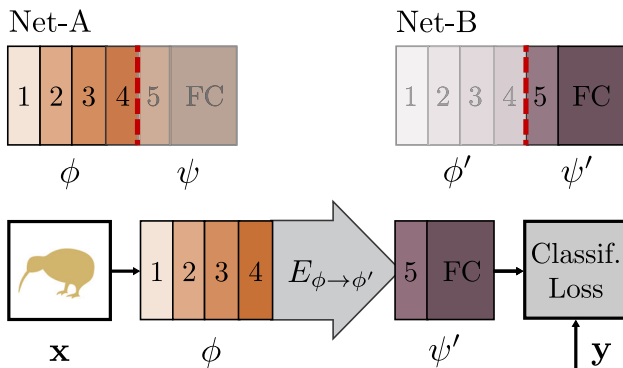 Net-A Net-B
1 2 3 4 5 FC 1 2 3 4 5 FC
ϕ ψ ϕ′ ψ′
1 2 3 4 E_{ϕ→ϕ′} 5 FC Classif.
Loss
x ϕ ψ′ y